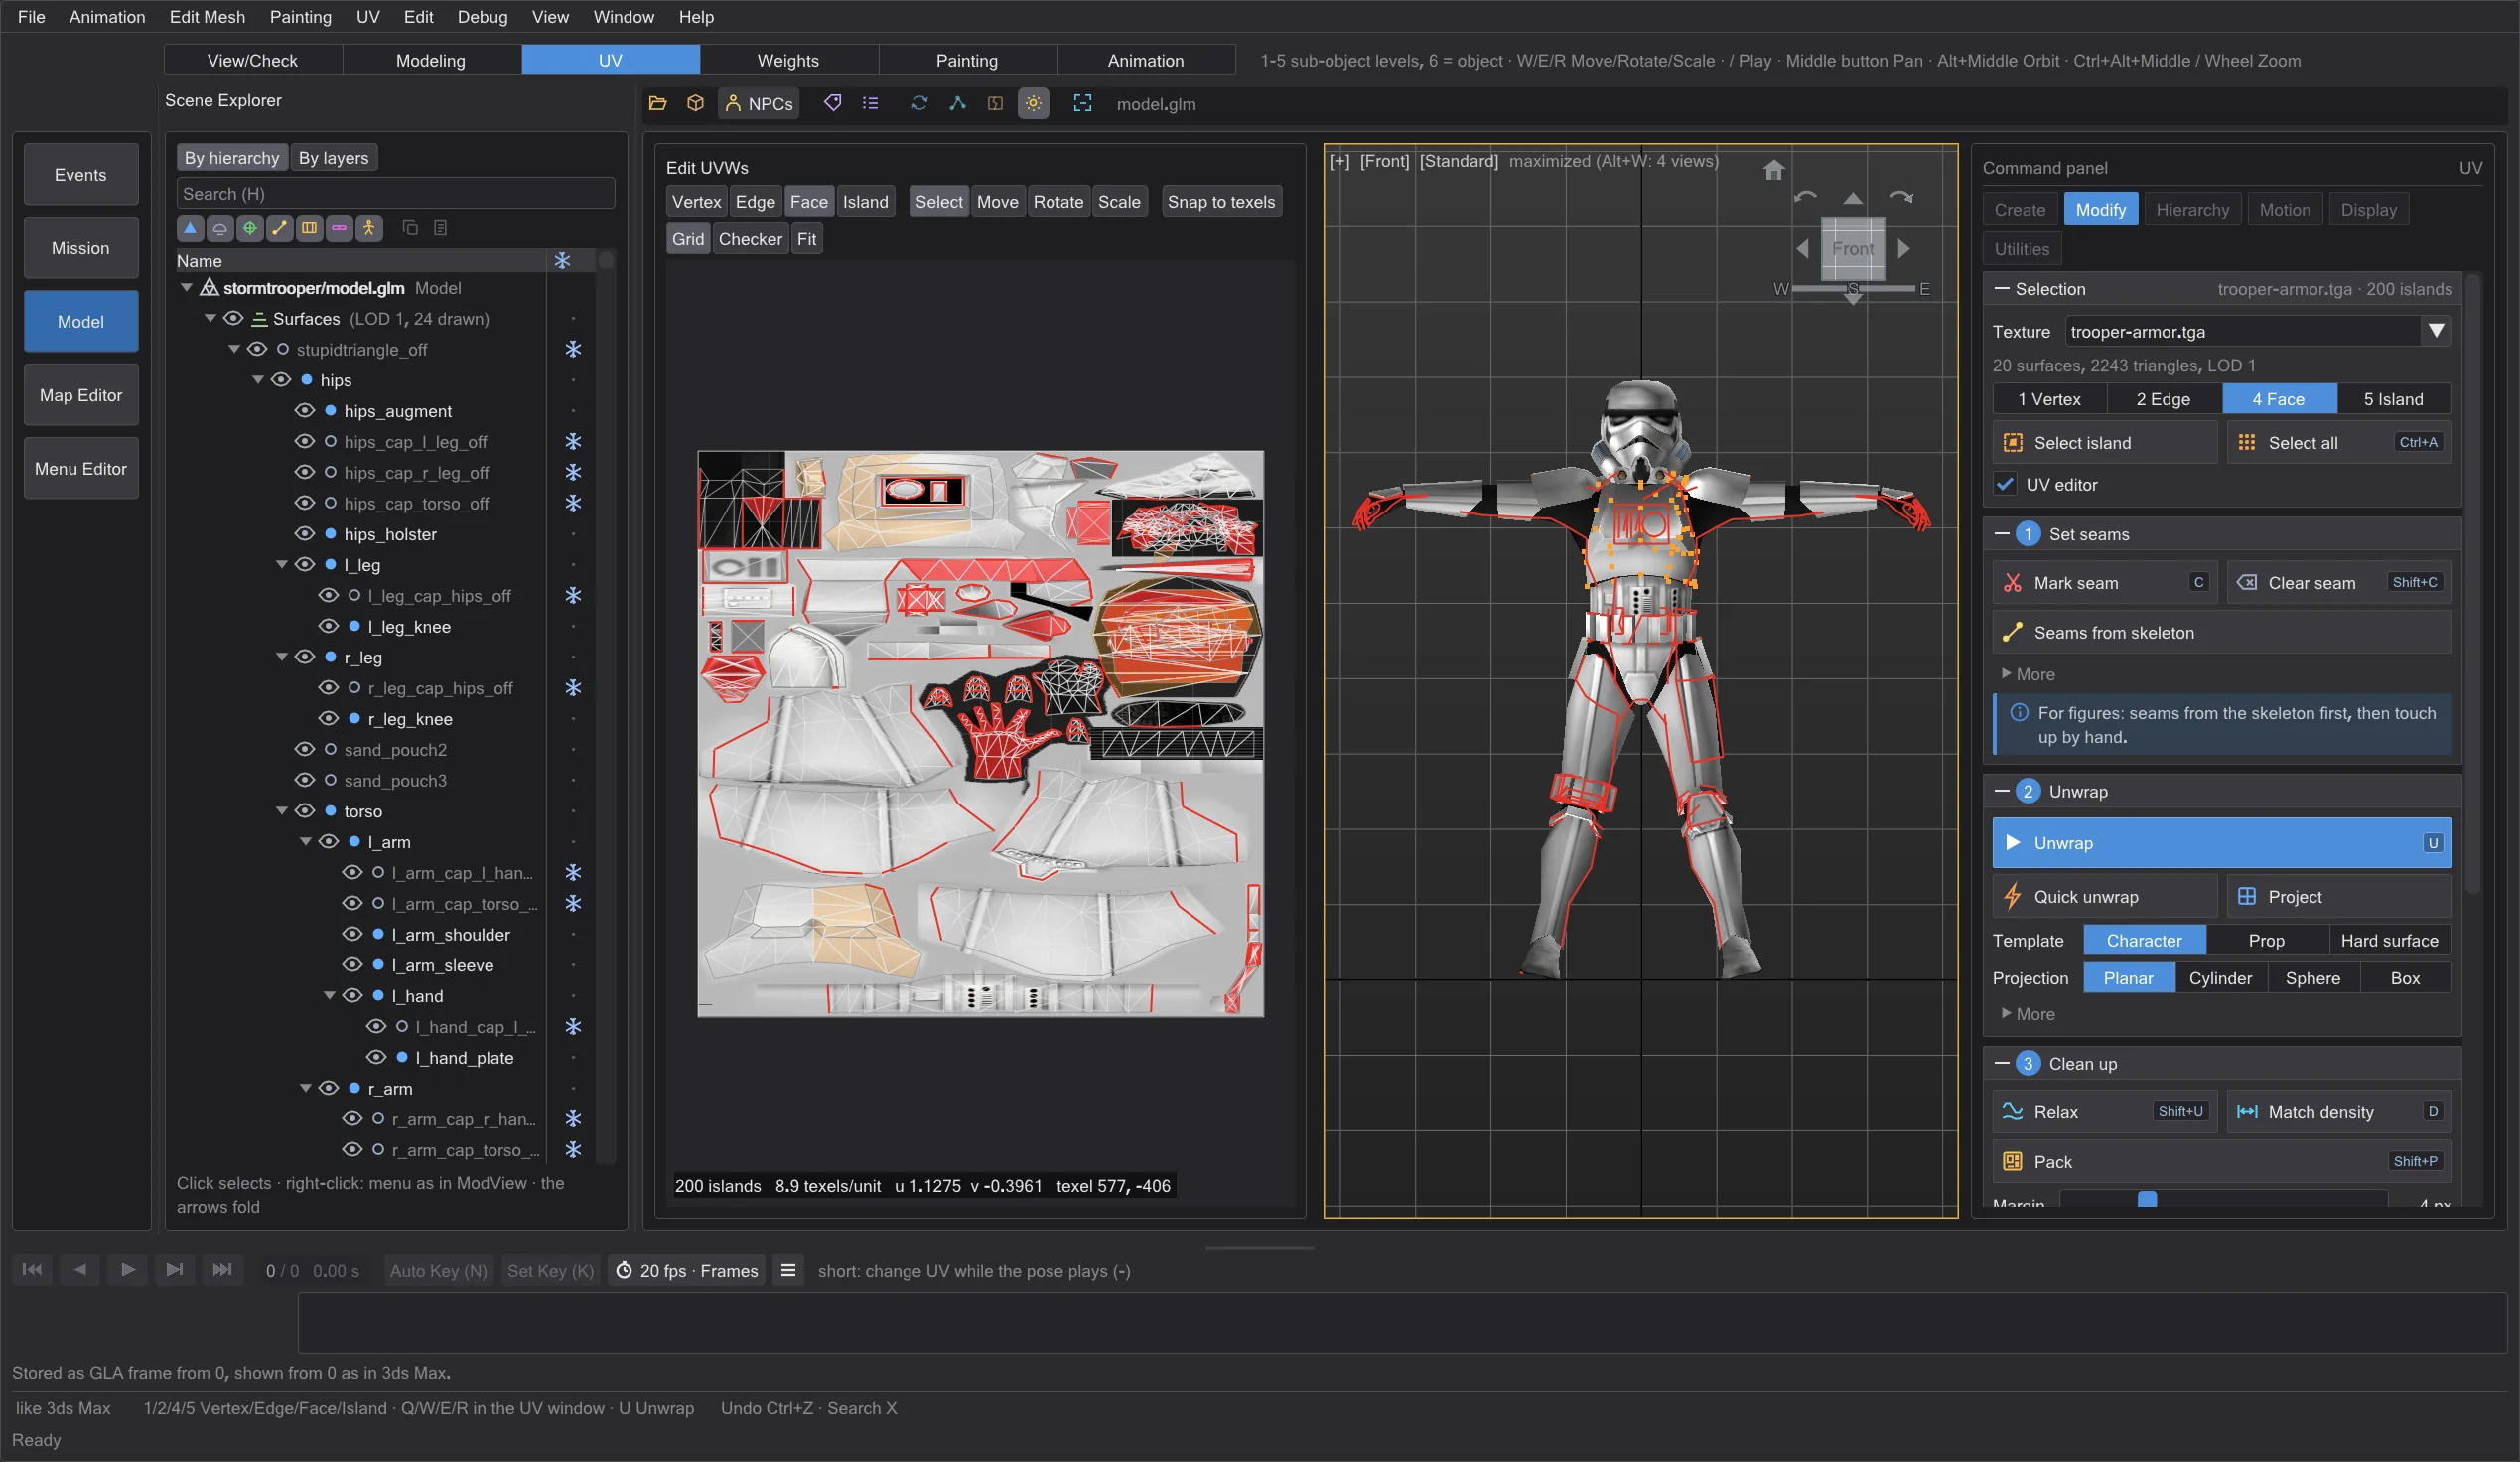 File Animation Edit Mesh Painting UV Edit Debug View Window Help
View/Check Modeling UV Weights Painting Animation 1-5 sub-object levels, 6 = object · W/E/R Move/Rotate/Scale · / Play · Middle button Pan · Alt+Middle Orbit · Ctrl+Alt+Middle / Wheel Zoom
Scene Explorer
NPCs model.glm
Events
Mission
Model
Map Editor
Menu Editor
By hierarchy By layers
Search (H)
Name
stormtrooper/model.glm Model
Surfaces (LOD 1, 24 drawn)
stupidtriangle_off
hips
hips_augment
hips_cap_l_leg_off
hips_cap_r_leg_off
hips_cap_torso_off
hips_holster
l_leg
l_leg_cap_hips_off
l_leg_knee
r_leg
r_leg_cap_hips_off
r_leg_knee
sand_pouch2
sand_pouch3
torso
l_arm
l_arm_cap_l_han...
l_arm_cap_torso_...
l_arm_shoulder
l_arm_sleeve
l_hand
l_hand_cap_l_...
l_hand_plate
r_arm
r_arm_cap_r_han...
r_arm_cap_torso_...
Click selects · right-click: menu as in ModView · the
arrows fold
Edit UVWs
Vertex Edge Face Island Select Move Rotate Scale Snap to texels
Grid Checker Fit
200 islands 8.9 texels/unit u 1.1275 v -0.3961 texel 577, -406
[+] [Front] [Standard] maximized (Alt+W: 4 views)
Front
W S E
Command panel UV
Create Modify Hierarchy Motion Display
Utilities
Selection trooper-armor.tga · 200 islands
Texture trooper-armor.tga
20 surfaces, 2243 triangles, LOD 1
1 Vertex 2 Edge 4 Face 5 Island
Select island Select all Ctrl+A
UV editor
1 Set seams
Mark seam C Clear seam Shift+C
Seams from skeleton
More
For figures: seams from the skeleton first, then touch
up by hand.
2 Unwrap
Unwrap U
Quick unwrap Project
Template Character Prop Hard surface
Projection Planar Cylinder Sphere Box
More
3 Clean up
Relax Shift+U Match density D
Pack Shift+P
Margin 4 px
0 / 0 0.00 s Auto Key (N) Set Key (K) 20 fps · Frames short: change UV while the pose plays (-)
Stored as GLA frame from 0, shown from 0 as in 3ds Max.
like 3ds Max 1/2/4/5 Vertex/Edge/Face/Island · Q/W/E/R in the UV window · U Unwrap Undo Ctrl+Z · Search X
Ready